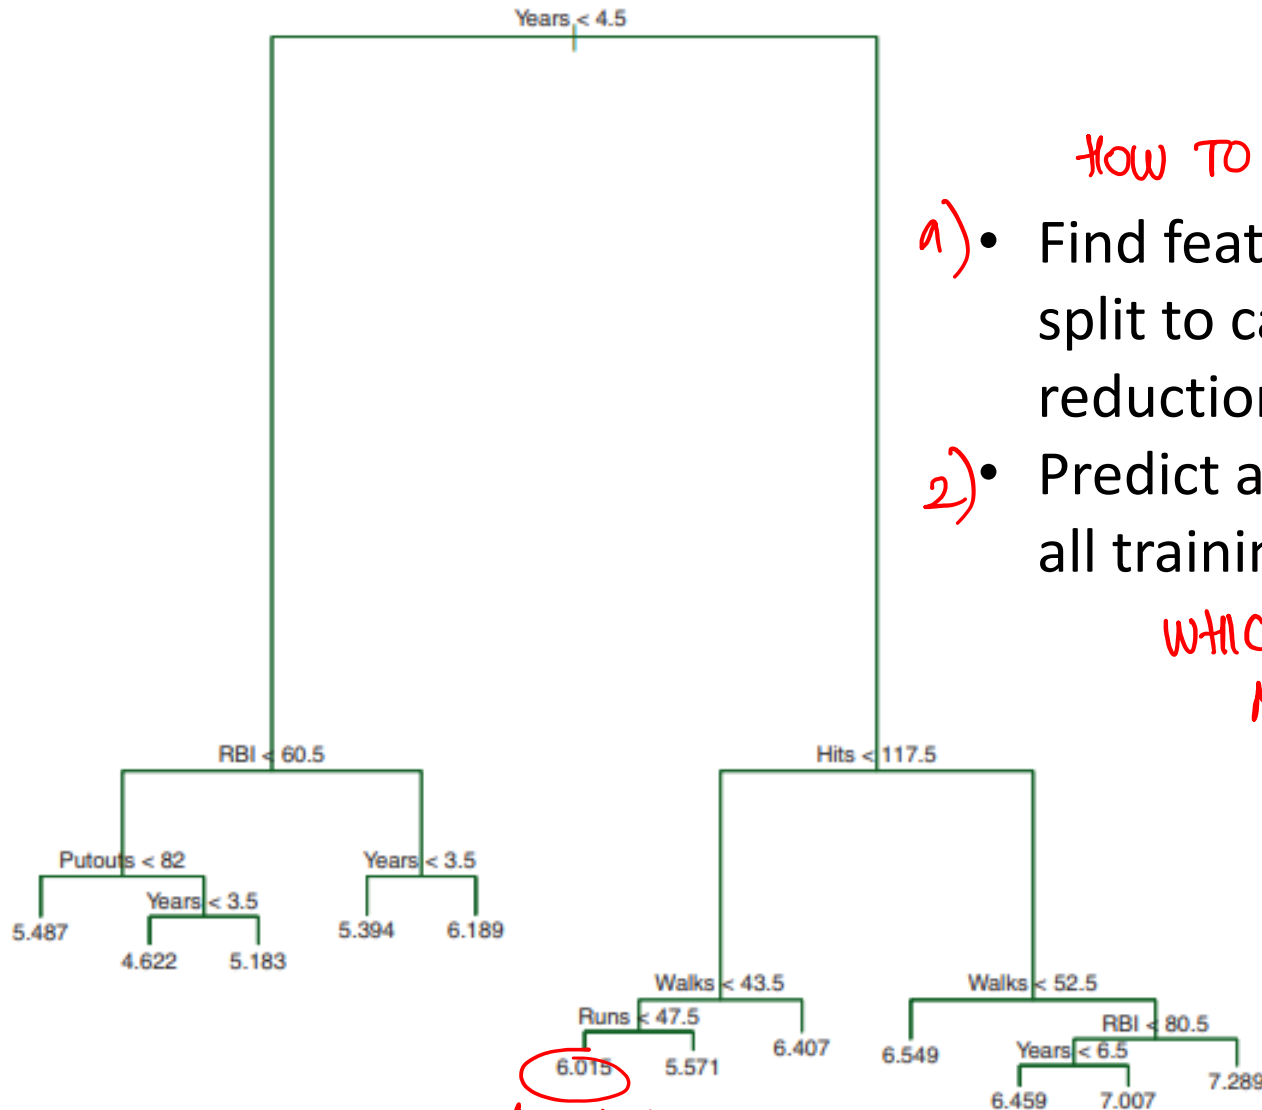 Years < 4.5
HOW TO
1) • Find feat
split to ca
reduction
2) • Predict a
all trainin
WHIC
RBI < 60.5
Hits < 117.5
Putouts < 82
Years < 3.5
Years < 3.5
5.487
5.394
6.189
4.622
5.183
Walks < 43.5
Walks < 52.5
Runs < 47.5
RBI < 80.5
6.407
6.549
Years < 6.5
6.015
5.571
7.289
6.459
7.007